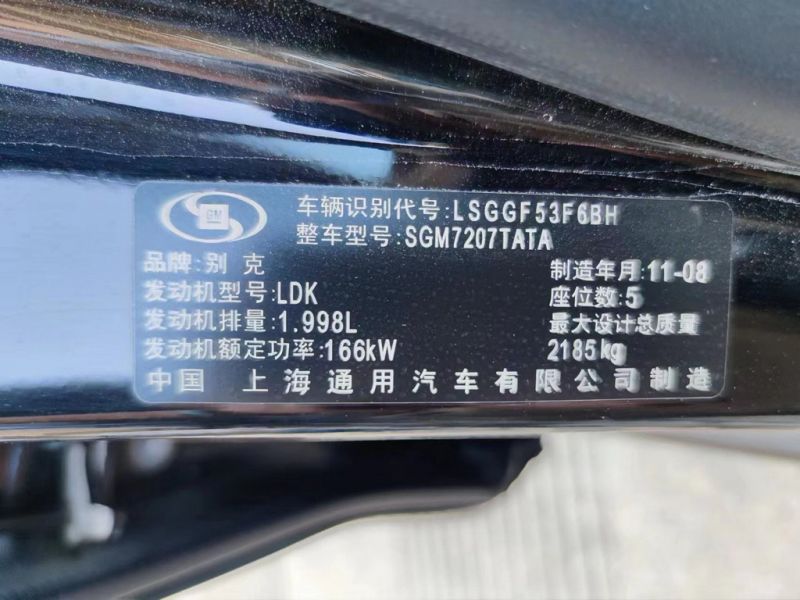 GM
车辆识别代号:LSGGF53F6BH
整车型号:SGM7207TATA
品牌:别克
制造年月:11-08
发动机型号:LDK
座位数:5
发动机排量:1.998L
最大设计总质量
发动机额定功率:166kW
2185kg
中国 上海通用汽车有限公司制造